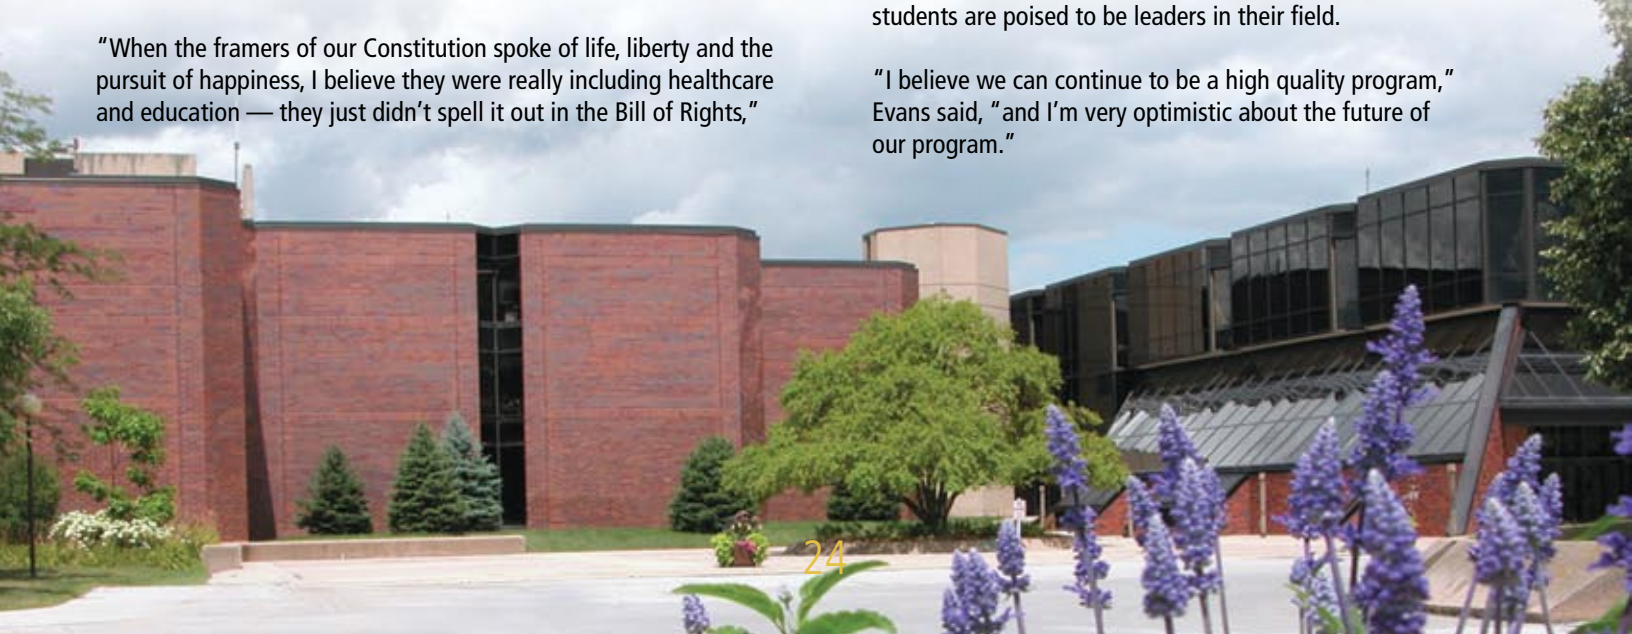 “When the framers of our Constitution spoke of life, liberty and the
pursuit of happiness, I believe they were really including healthcare
and education — they just didn’t spell it out in the Bill of Rights,”
students are poised to be leaders in their field.
“I believe we can continue to be a high quality program,”
Evans said, “and I’m very optimistic about the future of
our program.”
24